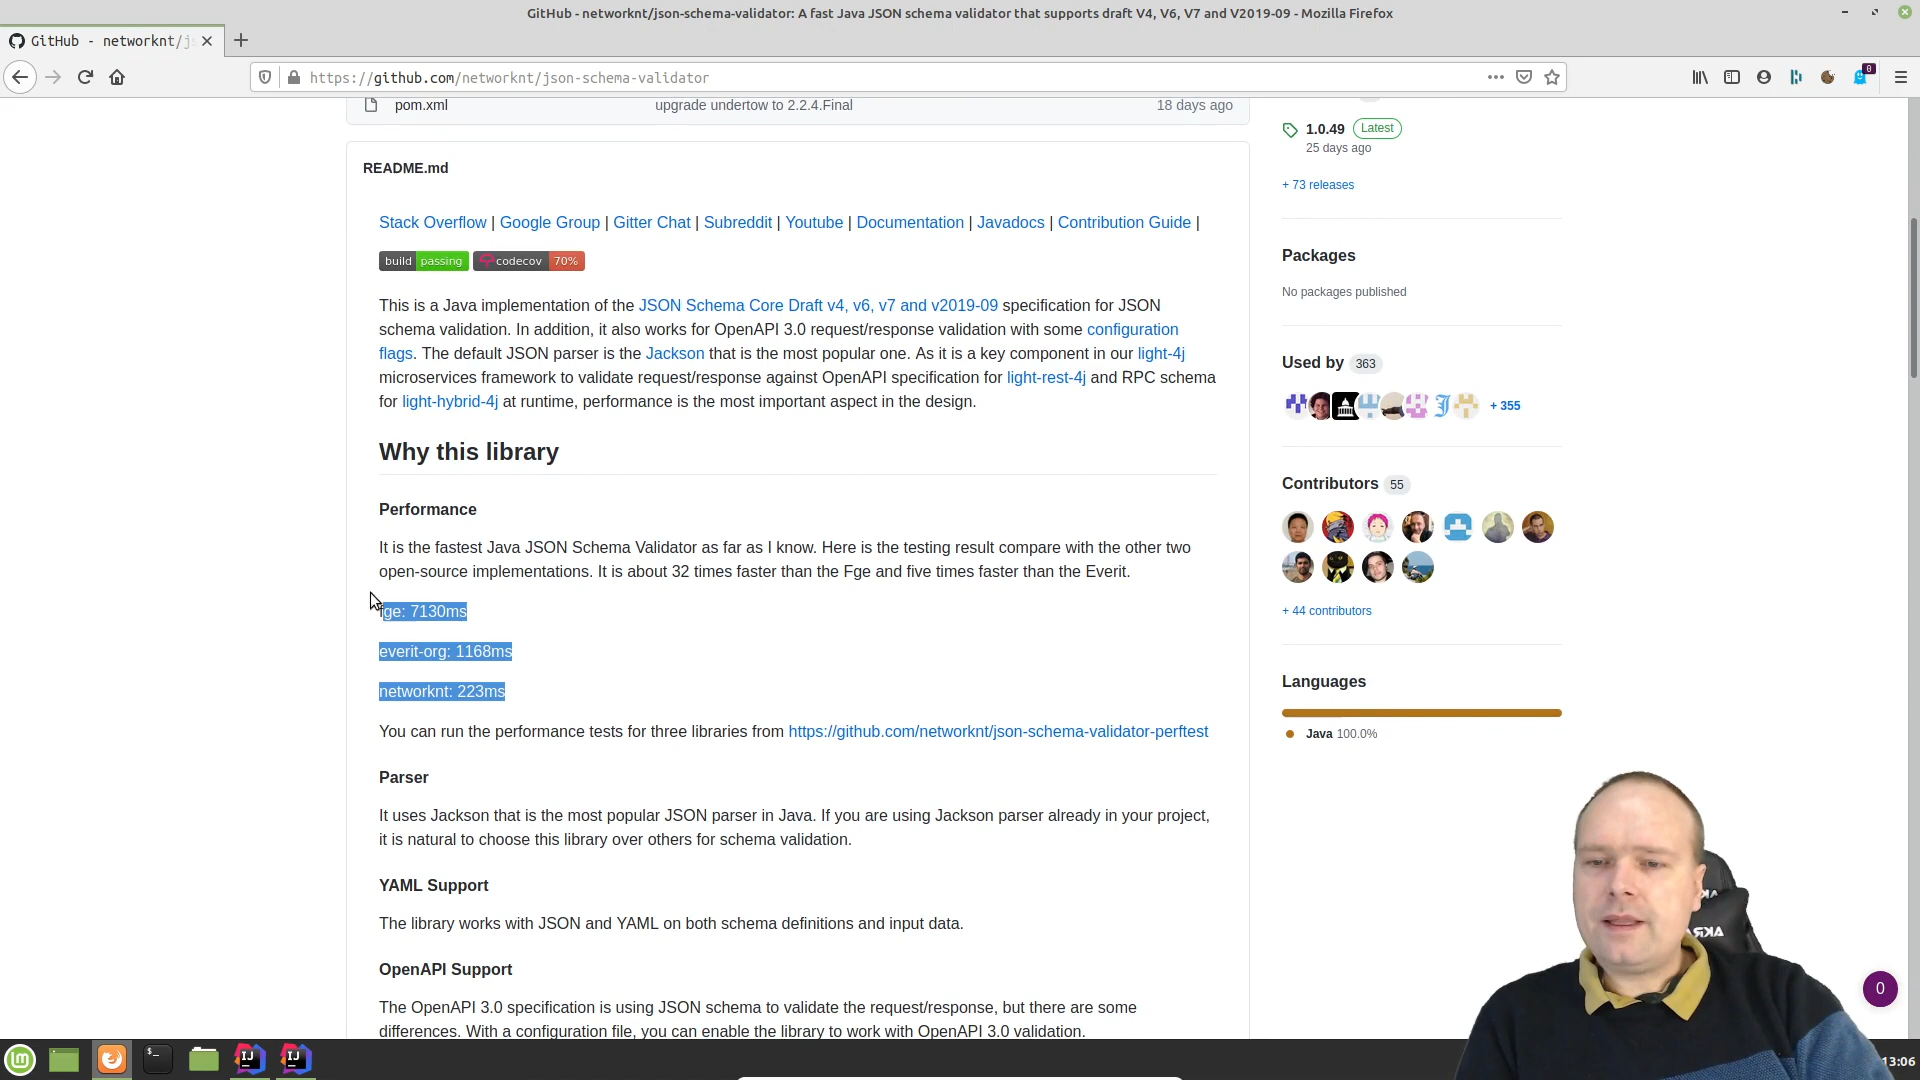 GitHub - networknt/json-schema-validator: A fast Java JSON schema validator that supports draft V4, V6, V7 and V2019-09 - Mozilla Firefox
GitHub - networknt/js
https://github.com/networknt/json-schema-validator
0
pom.xml upgrade undertow to 2.2.4.Final 18 days ago
README.md
Stack Overflow | Google Group | Gitter Chat | Subreddit | Youtube | Documentation | Javadocs | Contribution Guide |
build passing codecov 70%
This is a Java implementation of the JSON Schema Core Draft v4, v6, v7 and v2019-09 specification for JSON
schema validation. In addition, it also works for OpenAPI 3.0 request/response validation with some configuration
flags. The default JSON parser is the Jackson that is the most popular one. As it is a key component in our light-4j
microservices framework to validate request/response against OpenAPI specification for light-rest-4j and RPC schema
for light-hybrid-4j at runtime, performance is the most important aspect in the design.
Why this library
Performance
It is the fastest Java JSON Schema Validator as far as I know. Here is the testing result compare with the other two
open-source implementations. It is about 32 times faster than the Fge and five times faster than the Everit.
fge: 7130ms
everit-org: 1168ms
networknt: 223ms
You can run the performance tests for three libraries from https://github.com/networknt/json-schema-validator-perftest
Parser
It uses Jackson that is the most popular JSON parser in Java. If you are using Jackson parser already in your project,
it is natural to choose this library over others for schema validation.
YAML Support
The library works with JSON and YAML on both schema definitions and input data.
OpenAPI Support
The OpenAPI 3.0 specification is using JSON schema to validate the request/response, but there are some
differences. With a configuration file, you can enable the library to work with OpenAPI 3.0 validation.
1.0.49 Latest
25 days ago
+ 73 releases
Packages
No packages published
Used by 363
+ 355
Contributors 55
+ 44 contributors
Languages
Java 100.0%
0
IJ
IJ
13:06